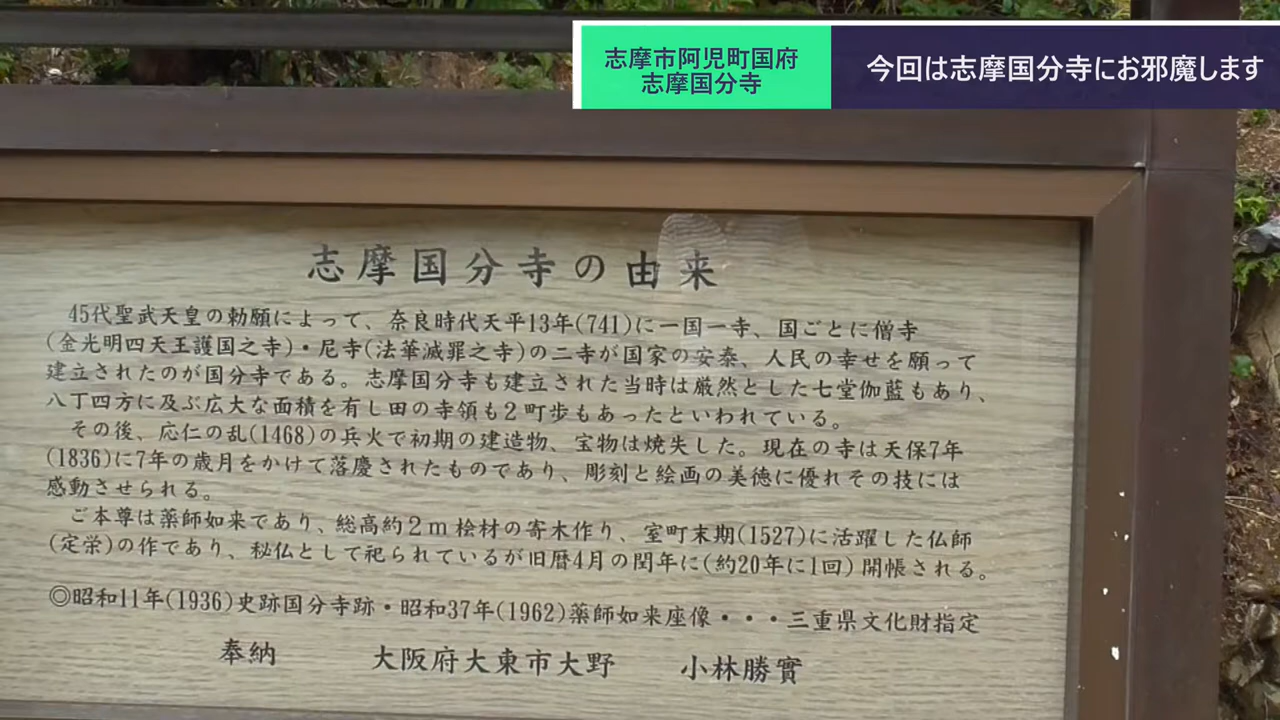 志摩市阿児町国府
志摩国分寺
今回は志摩国分寺にお邪魔します
志摩国分寺の由来
45代聖武天皇の勅願によって、奈良時代天平13年(741)に一国一寺、国ごとに僧寺
(金光明四天王護国之寺)・尼寺(法華滅罪之寺)の二寺が国家の安泰、人民の幸せを願って
建立されたのが国分寺である。志摩国分寺も建立された当時は厳然とした七堂伽藍もあり、
八丁四方に及ぶ広大な面積を有し田の寺領も2町歩もあったといわれている。
その後、応仁の乱(1468)の兵火で初期の建造物、宝物は焼失した。現在の寺は天保7年
(1836)に7年の歳月をかけて落慶されたものであり、彫刻と絵画の美徳に優れその技には
感動させられる。
ご本尊は薬師如来であり、総高約2m桧材の寄木作り、室町末期(1527)に活躍した仏師
(定栄)の作であり、秘仏として祀られているが旧暦4月の閏年に(約20年に1回)開帳される。
◎昭和11年(1936)史跡国分寺跡・昭和37年(1962)薬師如来座像・・・三重県文化財指定
奉納 大阪府大東市大野 小林勝實